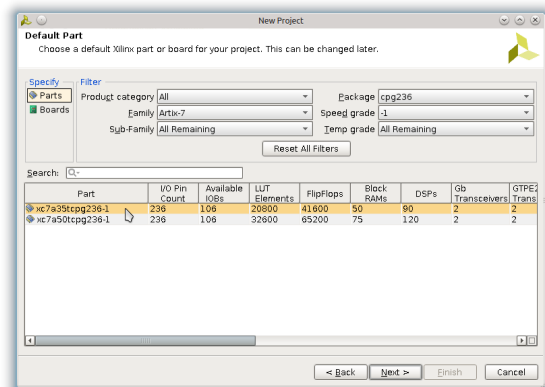 New Project
Default Part
Choose a default Xilinx part or board for your project. This can be changed later.
Specify
Filter
Parts
Boards
Product category All
Package cpg236
Family Artix-7
Speed grade -1
Sub-Family All Remaining
Temp grade All Remaining
Reset All Filters
Search: Q-
Part I/O Pin Count Available IOBs LUT Elements FlipFlops Block RAMs DSPs Gb Transceivers GTPE2 Trans
xc7a35tcpg236-1 236 106 20800 41600 50 90 2 2
xc7a50tcpg236-1 236 106 32600 65200 75 120 2 2
< Back Next > Finish Cancel